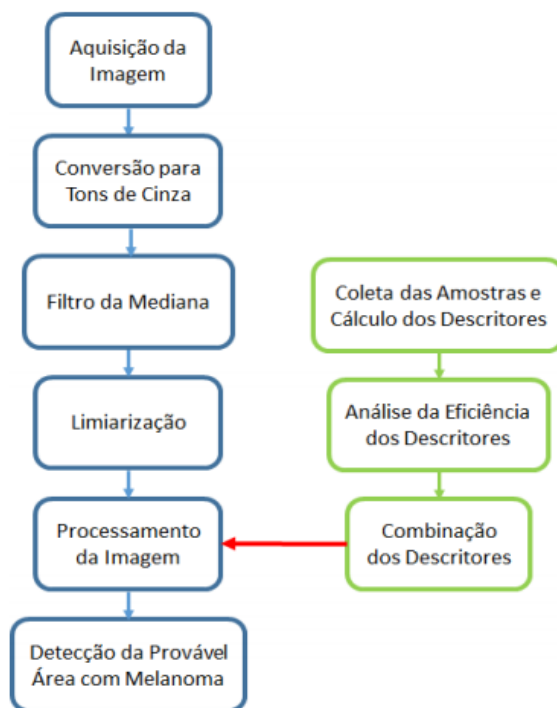 Aquisição da
Imagem
Conversão para
Tons de Cinza
Filtro da Mediana
Limiarização
Processamento
da Imagem
Detecção da Provável
Área com Melanoma
Coleta das Amostras e
Cálculo dos Descritores
Análise da Eficiência
dos Descritores
Combinação
dos Descritores